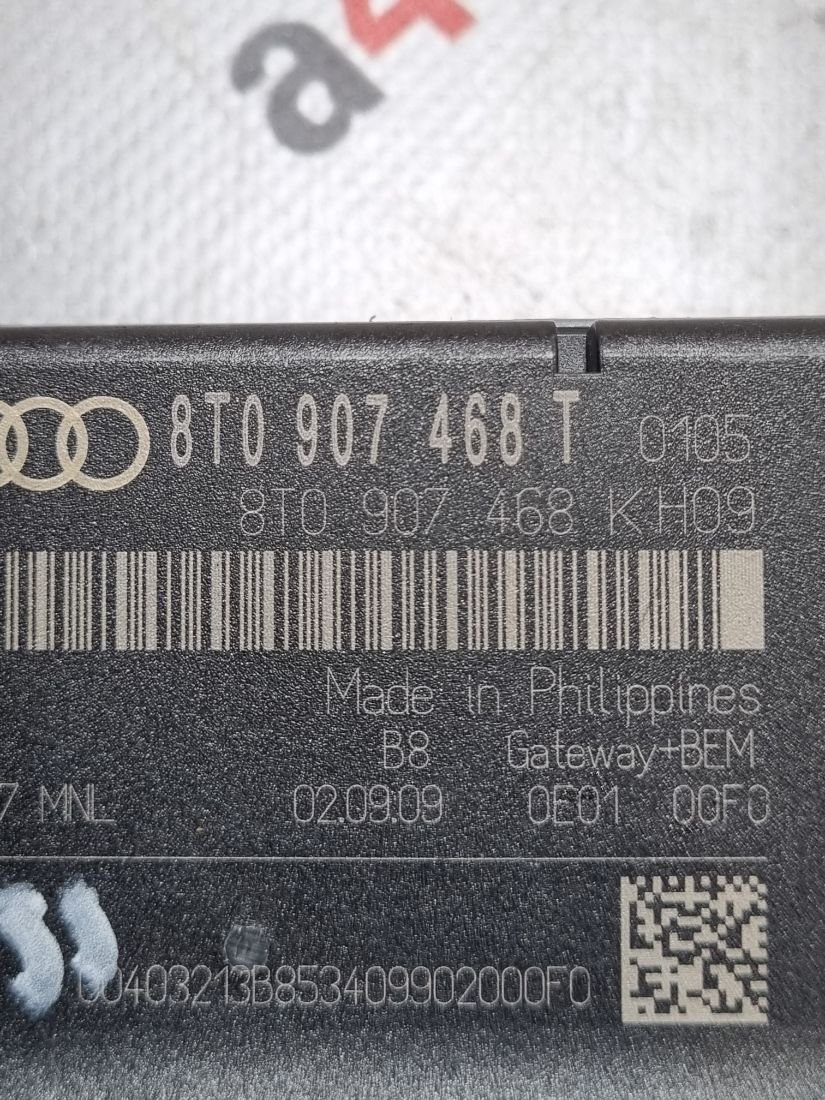 a4
8T0 907 468 T 0105
8T0 907 468 K H09
Made in Philippines
B8 Gateway+BEM
7 MNL 02.09.09 0E01 00F0
00403213B853409902000F0